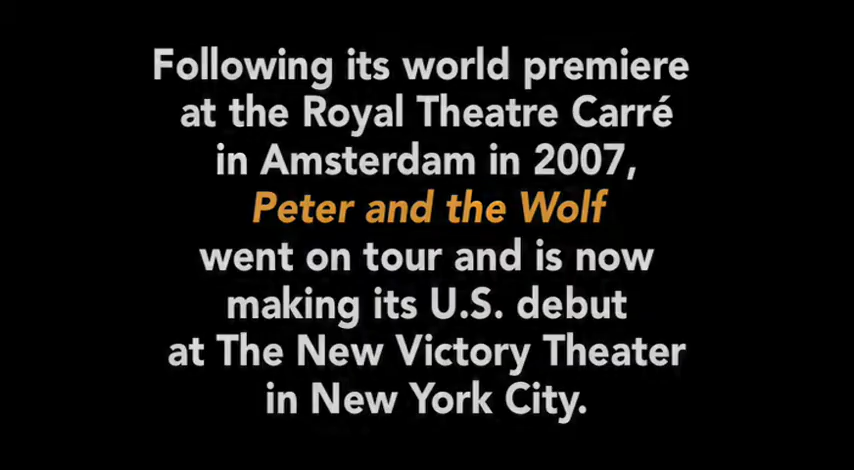 Following its world premiere
at the Royal Theatre Carré
in Amsterdam in 2007,
Peter and the Wolf
went on tour and is now
making its U.S. debut
at The New Victory Theater
in New York City.